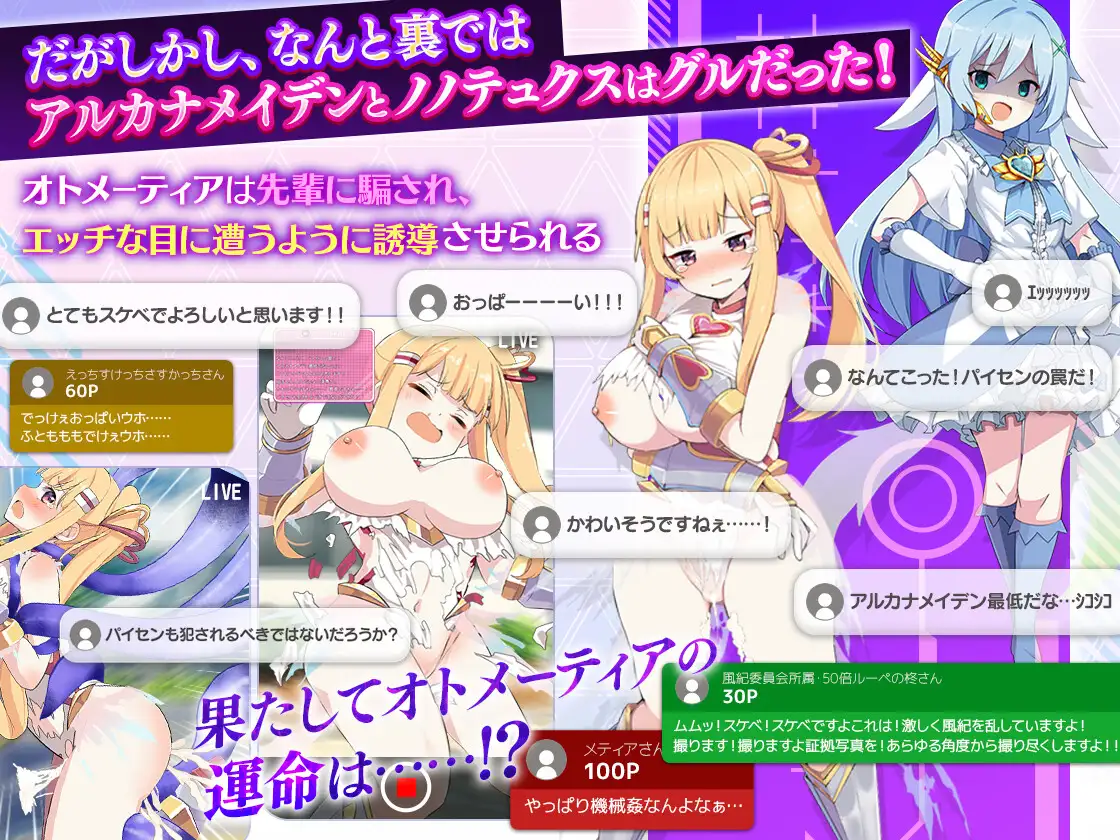 だがしかし、なんと裏では
アルカナメイデンとノノテュクスはグルだった！
オトメーティアは先輩に騙され、
エッチな目に遭うように誘導させられる
とてもスケベでよろしいと思います！！
おっぱーーーーい！！！
ｴｯｯｯｯｯｯ
なんてこった！パイセンの罠だ！
えっちすけっちさすかっちさん
60P
でっけぇおっぱいウホ……
ふともももでけぇウホ……
LIVE
LIVE
かわいそうですねぇ……！
アルカナメイデン最低だな…ｼｺｼｺ
パイセンも犯されるべきではないだろうか？
果たしてオトメーティアの
運命は……！？
風紀委員会所属・50倍ルーペの柊さん
30P
ムムッ！スケベ！スケベですよこれは！激しく風紀を乱していますよ！
撮ります！撮りますよ証拠写真を！あらゆる角度から撮り尽くしますよ！！
メティアさん
100P
やっぱり機械姦なんよなぁ…